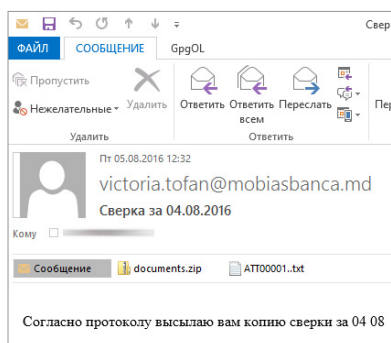 Свер
ФАЙЛ СООБЩЕНИЕ GpgOL
Пропустить
Нежелательные
Удалить
Ответить
Ответить всем
Переслать
Удалить
Ответить
Пт 05.08.2016 12:32
victoria.tofan@mobiasbanca.md
Сверка за 04.08.2016
Кому
Сообщение documents.zip ATT00001..txt
Согласно протоколу высылаю вам копию сверки за 04 08